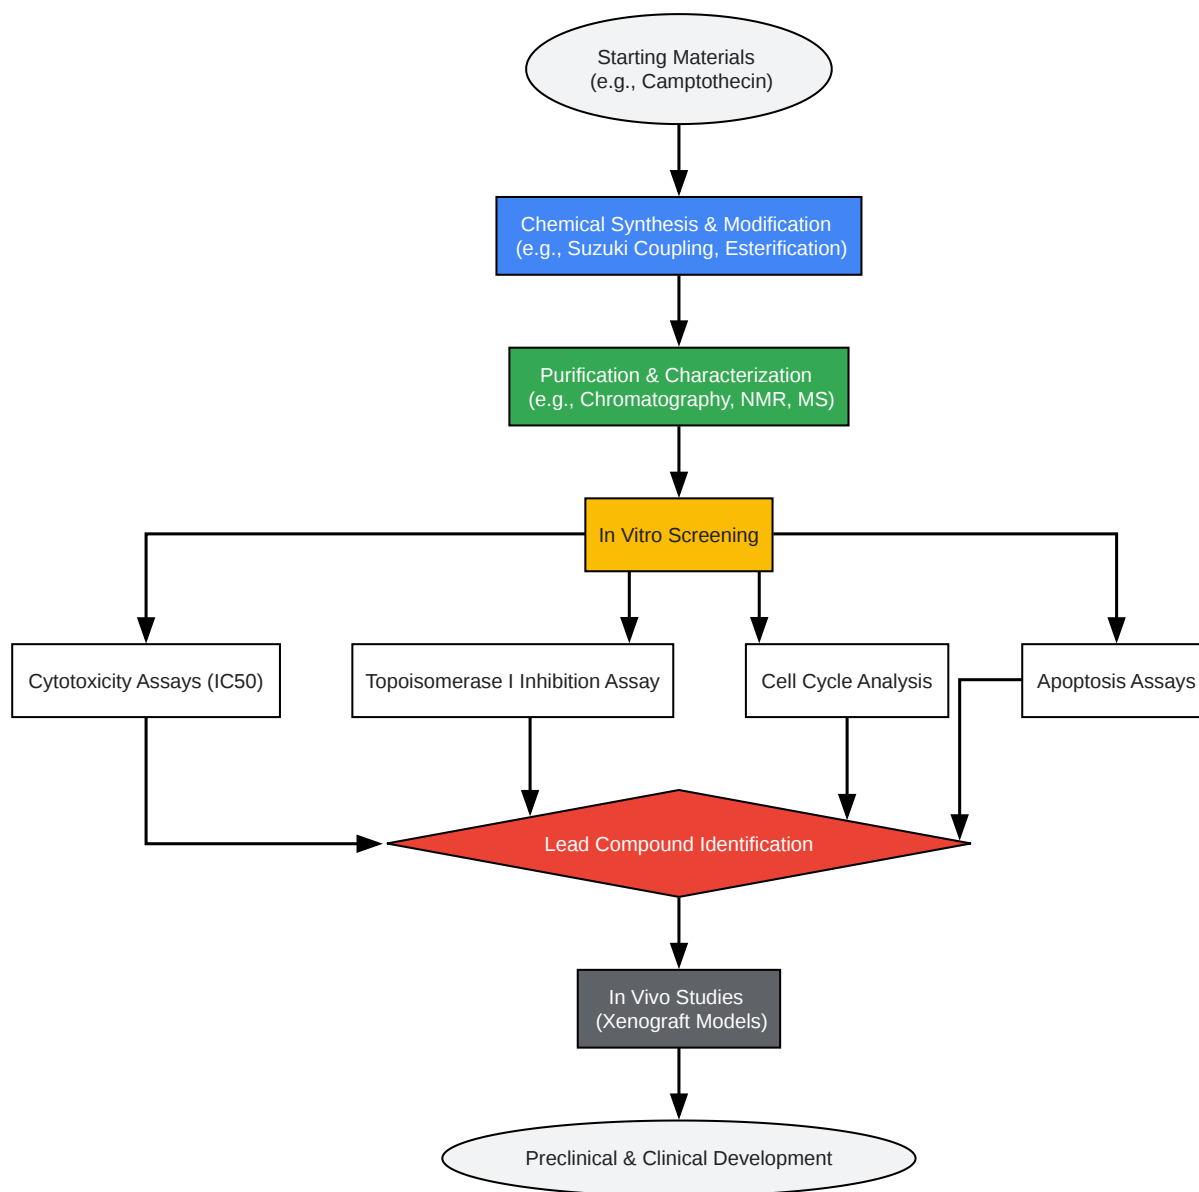 Starting Materials
(e.g., Camptothecin)
Chemical Synthesis & Modification
(e.g., Suzuki Coupling, Esterification)
Purification & Characterization
(e.g., Chromatography, NMR, MS)
In Vitro Screening
Cytotoxicity Assays (IC50)
Topoisomerase I Inhibition Assay
Cell Cycle Analysis
Apoptosis Assays
Lead Compound Identification
In Vivo Studies
(Xenograft Models)
Preclinical & Clinical Development